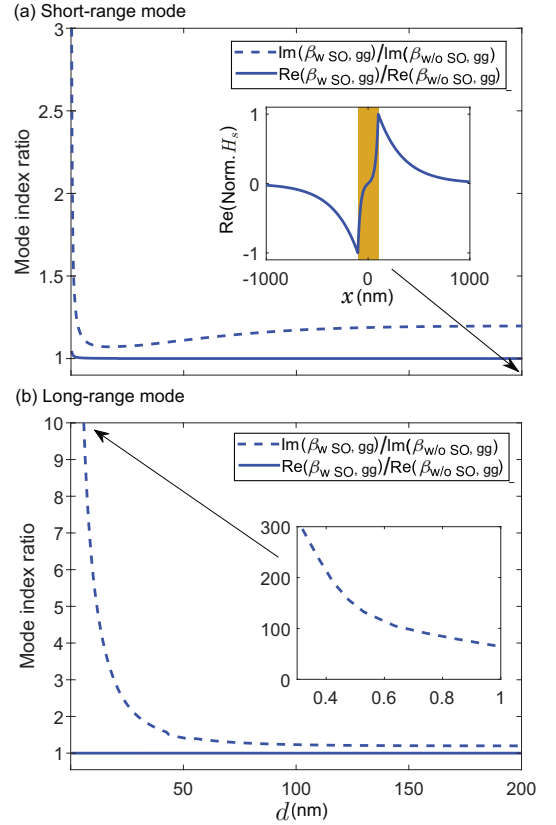 (a) Short-range mode
3
2.5
2
1.5
1
Mode index ratio
Im(β_w SO, gg)/Im(β_w/o SO, gg)
Re(β_w SO, gg)/Re(β_w/o SO, gg)
1
0
-1
Re(Norm.H_s)
-1000 0 1000
x(nm)
(b) Long-range mode
10
9
8
7
6
5
4
3
2
1
Mode index ratio
Im(β_w SO, gg)/Im(β_w/o SO, gg)
Re(β_w SO, gg)/Re(β_w/o SO, gg)
300
200
100
0
0.4 0.6 0.8 1
50 100 150 200
d(nm)